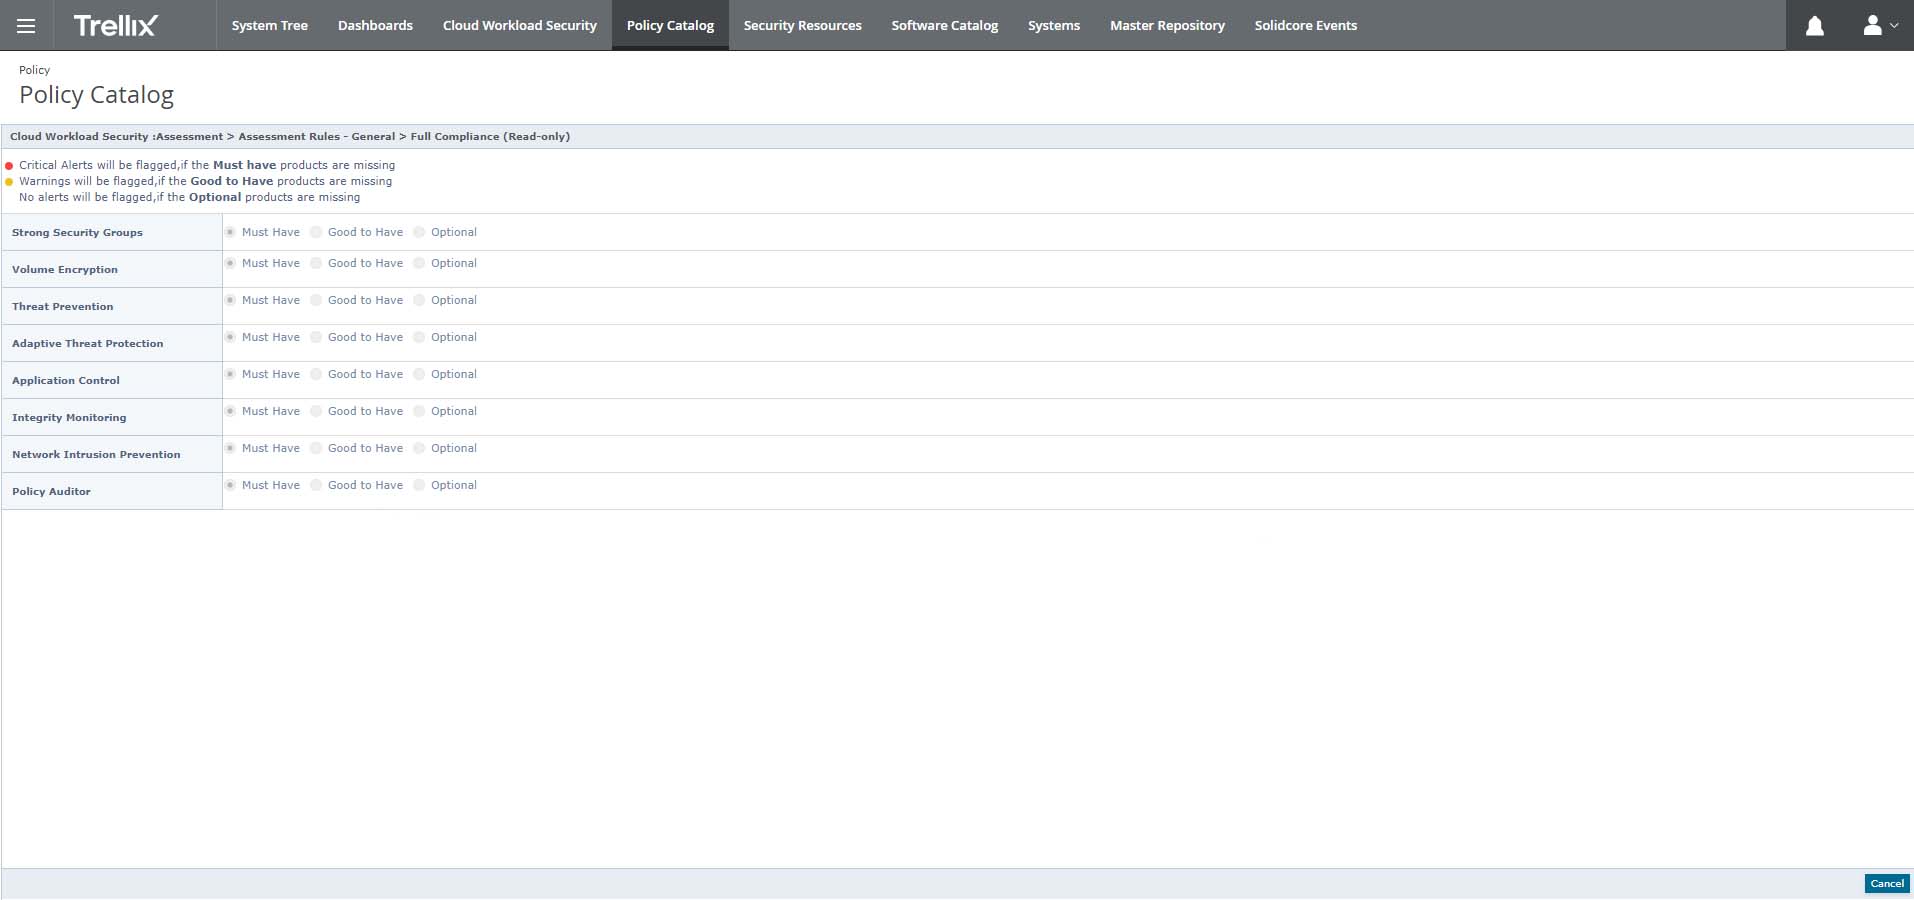 Trellix System Tree Dashboards Cloud Workload Security Policy Catalog Security Resources Software Catalog Systems Master Repository Solidcore Events
Policy
Policy Catalog
Cloud Workload Security :Assessment > Assessment Rules - General > Full Compliance (Read-only)
Critical Alerts will be flagged,if the Must have products are missing
Warnings will be flagged,if the Good to Have products are missing
No alerts will be flagged,if the Optional products are missing
Strong Security Groups Must Have Good to Have Optional
Volume Encryption Must Have Good to Have Optional
Threat Prevention Must Have Good to Have Optional
Adaptive Threat Protection Must Have Good to Have Optional
Application Control Must Have Good to Have Optional
Integrity Monitoring Must Have Good to Have Optional
Network Intrusion Prevention Must Have Good to Have Optional
Policy Auditor Must Have Good to Have Optional
Cancel